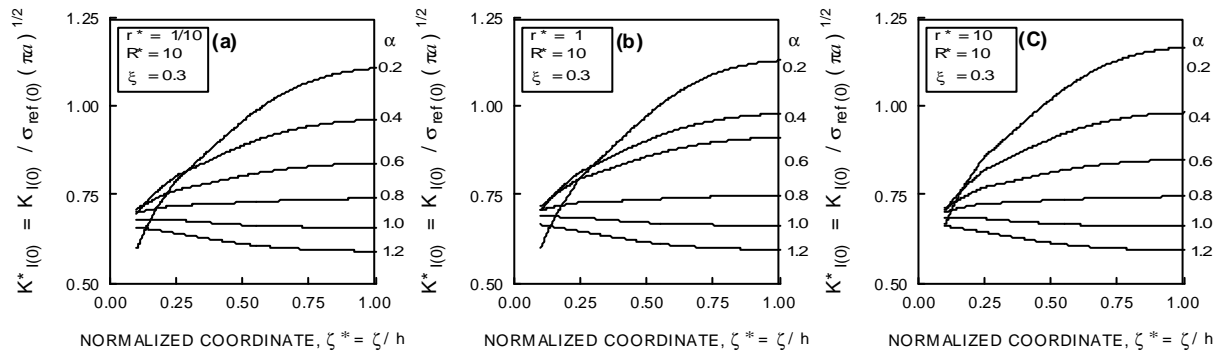 K*I(0) = K I(0) / σref (0) (πa)1/2
1.25
1.00
0.75
0.50
r* = 1/10
R* = 10
ξ = 0.3
(a)
α
0.2
0.4
0.6
0.8
1.0
1.2
0.00 0.25 0.50 0.75 1.00
NORMALIZED COORDINATE, ζ* = ζ/ h
K*I(0) = K I(0) / σref (0) (πa)1/2
1.25
1.00
0.75
0.50
r* = 1
R* = 10
ξ = 0.3
(b)
α
0.2
0.4
0.6
0.8
1.0
1.2
0.00 0.25 0.50 0.75 1.00
NORMALIZED COORDINATE, ζ* = ζ/ h
K*I(0) = K I(0) / σref (0) (πa)1/2
1.25
1.00
0.75
0.50
r* = 10
R* = 10
ξ = 0.3
(C)
α
0.2
0.4
0.6
0.8
1.0
1.2
0.00 0.25 0.50 0.75 1.00
NORMALIZED COORDINATE, ζ* = ζ/ h